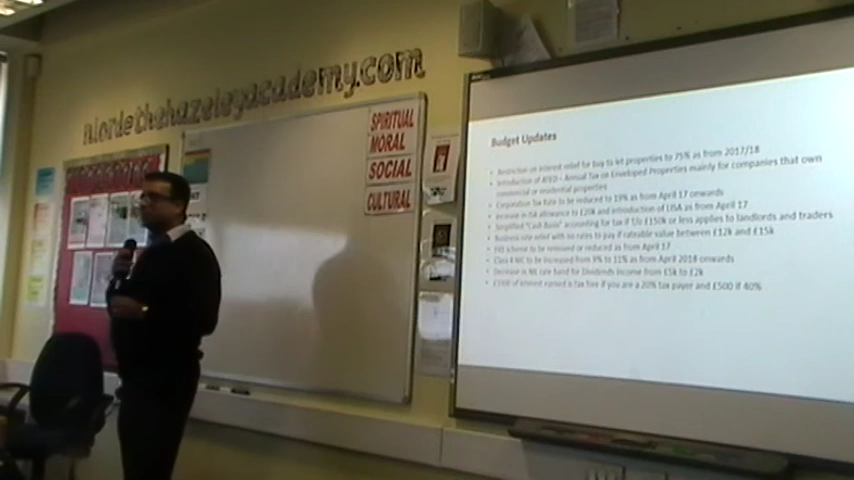 nlonlethehazeleyacademy.com
SPIRITUAL
MORAL
SOCIAL
CULTURAL
Budget Updates
Restriction on interest relief for buy to let properties to 75% as from 2017/18
Introduction of ATED - Annual Tax on Enveloped Properties mainly for companies that own
commercial or residential properties
Corporation Tax rate to be reduced to 19% as from April 17 onwards
Increase in ISA allowance to £20k and introduction of LISA as from April 17
Simplified "Cash Basis" accounting for tax if T/o £150k or less applies to landlords and traders
Business rate relief with no rates to pay if rateable value between £12k and £15k
scheme to be removed or reduced as from April 17
Class 4 NIC to be increased from 9% to 11% as from April 2018 onwards
Decrease in Nil rate band for Dividends Income from £5k to £2k
of interest earned is tax free if you are a 20% tax payer and £500 if 40%